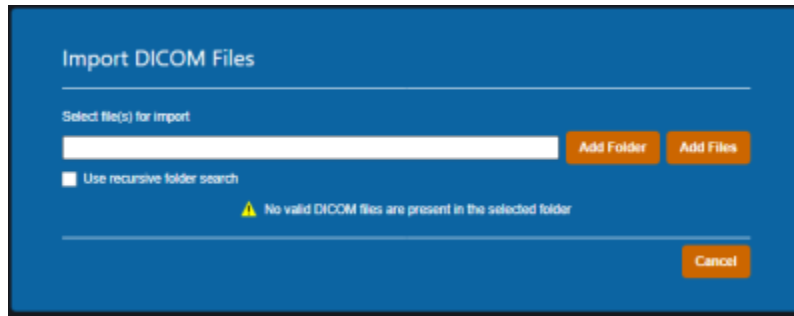 Import DICOM Files
Select file(s) for import
Add Folder
Add Files
Use recursive folder search
No valid DICOM files are present in the selected folder
Cancel